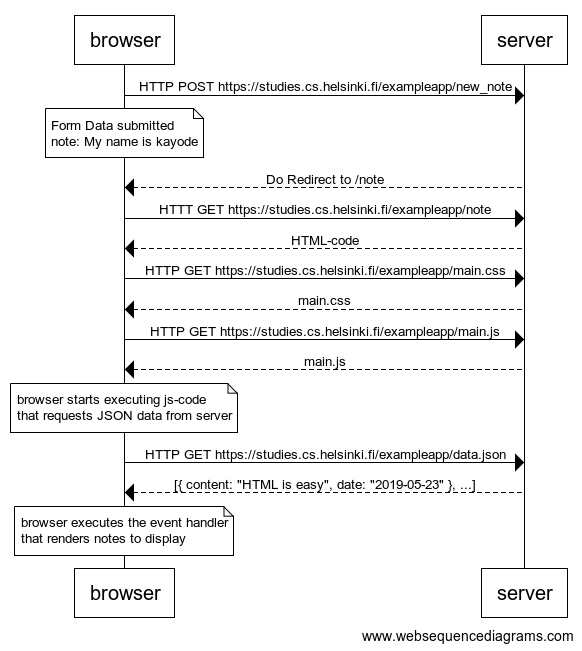 browser
server
HTTP POST https://studies.cs.helsinki.fi/exampleapp/new_note
Form Data submitted
note: My name is kayode
Do Redirect to /note
HTTT GET https://studies.cs.helsinki.fi/exampleapp/note
HTML-code
HTTP GET https://studies.cs.helsinki.fi/exampleapp/main.css
main.css
HTTP GET https://studies.cs.helsinki.fi/exampleapp/main.js
main.js
browser starts executing js-code
that requests JSON data from server
HTTP GET https://studies.cs.helsinki.fi/exampleapp/data.json
[{ content: "HTML is easy", date: "2019-05-23" }, ...]
browser executes the event handler
that renders notes to display
browser
server
www.websequencediagrams.com